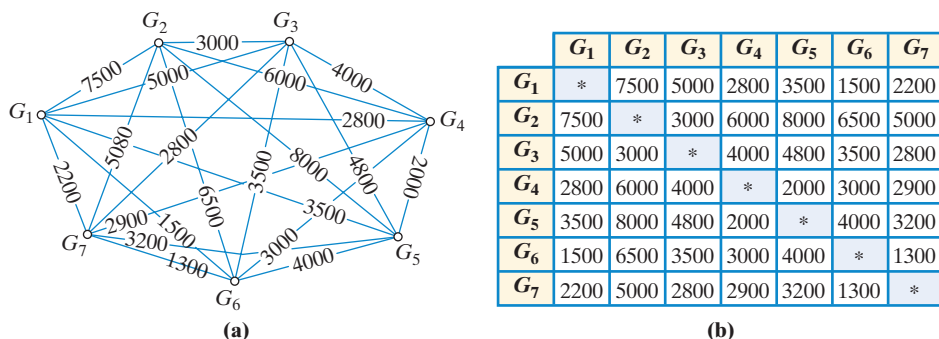 G2 G3
3000
7500 5000 6000 4000
G1 2800 G4
2200 5080 2800 3500 8000 4800 2000
2900 6500 3500
G7 3200 1500 3000 G5
1300 4000
G6
(a)
G1 G2 G3 G4 G5 G6 G7
G1 * 7500 5000 2800 3500 1500 2200
G2 7500 * 3000 6000 8000 6500 5000
G3 5000 3000 * 4000 4800 3500 2800
G4 2800 6000 4000 * 2000 3000 2900
G5 3500 8000 4800 2000 * 4000 3200
G6 1500 6500 3500 3000 4000 * 1300
G7 2200 5000 2800 2900 3200 1300 *
(b)